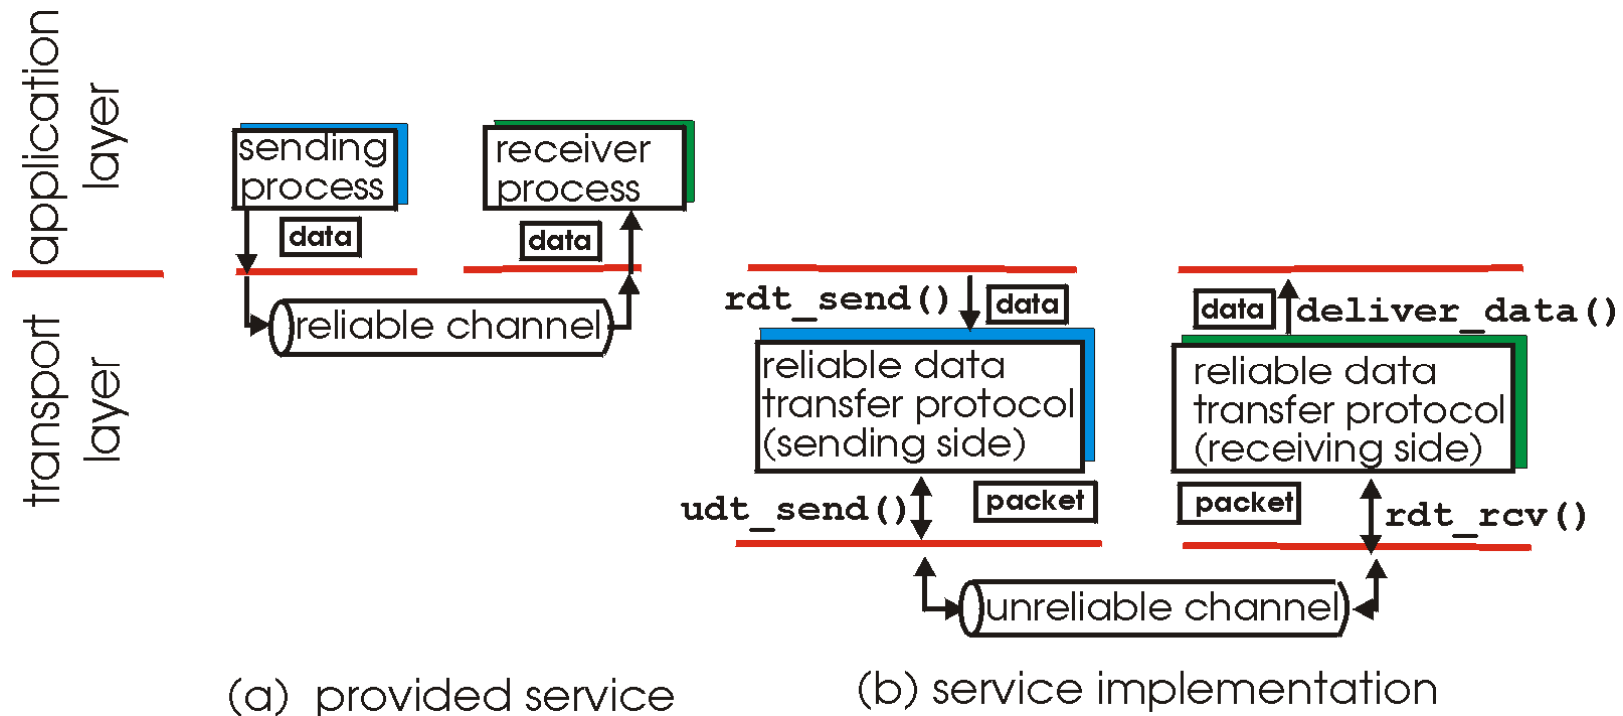 application
layer
transport
layer
sending
process
data
receiver
process
data
reliable channel
(a) provided service
rdt_send()
data
reliable data
transfer protocol
(sending side)
udt_send()
packet
data
deliver_data()
reliable data
transfer protocol
(receiving side)
packet
rdt_rcv()
unreliable channel
(b) service implementation